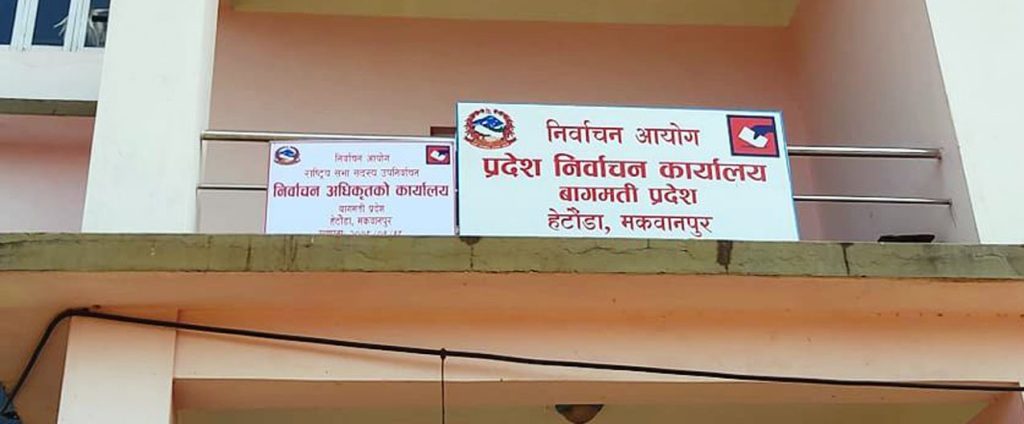 निर्वाचन आयोग
राष्ट्रिय सभा सदस्य उपनिर्वाचन
निर्वाचन अधिकृतको कार्यालय
बागमती प्रदेश
हेटौंडा, मकवानपुर
निर्वाचन आयोग
प्रदेश निर्वाचन कार्यालय
बागमती प्रदेश
हेटौंडा, मकवानपुर